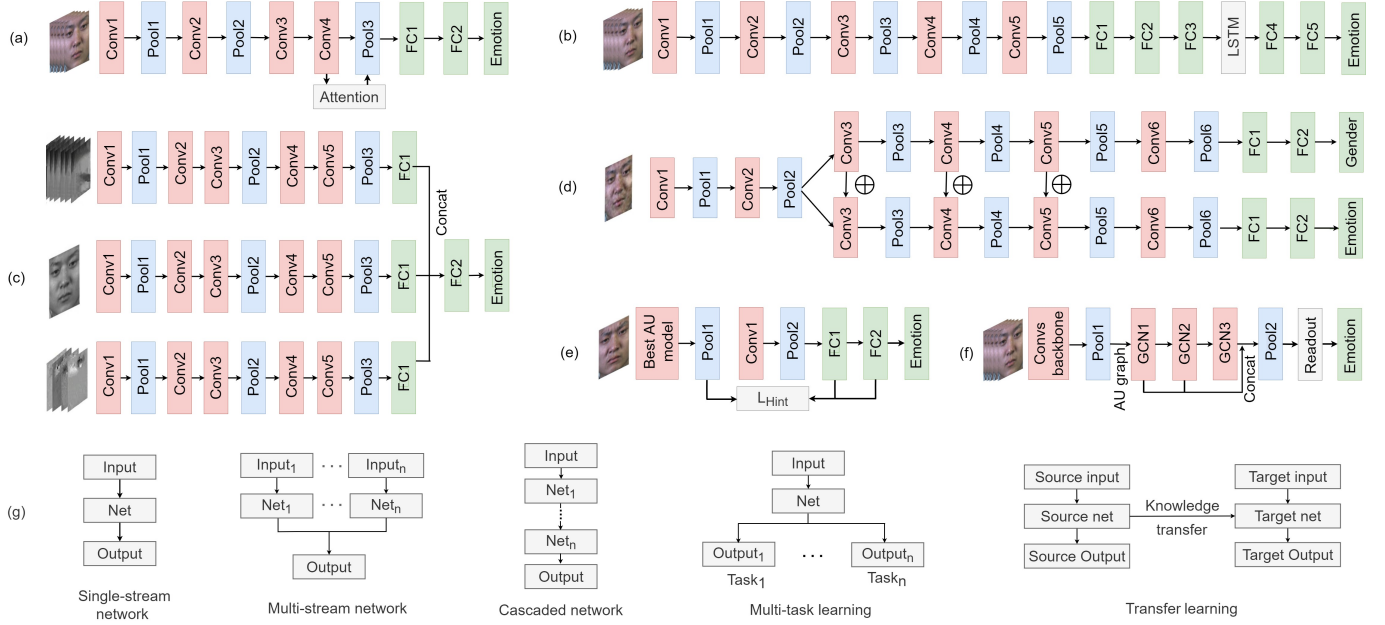 (a)
Conv1
Pool1
Conv2
Pool2
Conv3
Conv4
Pool3
FC1
FC2
Emotion
Attention
(b)
Conv1
Pool1
Conv2
Pool2
Conv3
Pool3
Conv4
Pool4
Conv5
Pool5
FC1
FC2
FC3
LSTM
FC4
FC5
Emotion
(c)
Conv1
Pool1
Conv2
Conv3
Pool2
Conv4
Conv5
Pool3
FC1
Conv1
Pool1
Conv2
Conv3
Pool2
Conv4
Conv5
Pool3
FC1
Conv1
Pool1
Conv2
Conv3
Pool2
Conv4
Conv5
Pool3
FC1
Concat
FC2
Emotion
(d)
Conv1
Pool1
Conv2
Pool2
Conv3
Pool3
Conv4
Pool4
Conv5
Pool5
Conv6
Pool6
FC1
FC2
Gender
Conv3
Pool3
Conv4
Pool4
Conv5
Pool5
Conv6
Pool6
FC1
FC2
Emotion
(e)
Best AU
model
Pool1
Conv1
Pool2
FC1
FC2
Emotion
L_Hint
(f)
Convs
backbone
Pool1
AU graph
GCN1
GCN2
GCN3
Concat
Pool2
Readout
Emotion
(g)
Input
Net
Output
Single-stream
network
Input₁ · · · Inputₙ
Net₁ · · · Netₙ
Output
Multi-stream network
Input
Net₁
Netₙ
Output
Cascaded network
Input
Net
Output₁ · · · Outputₙ
Task₁ Taskₙ
Multi-task learning
Source input
Source net
Source Output
Knowledge
transfer
Target input
Target net
Target Output
Transfer learning